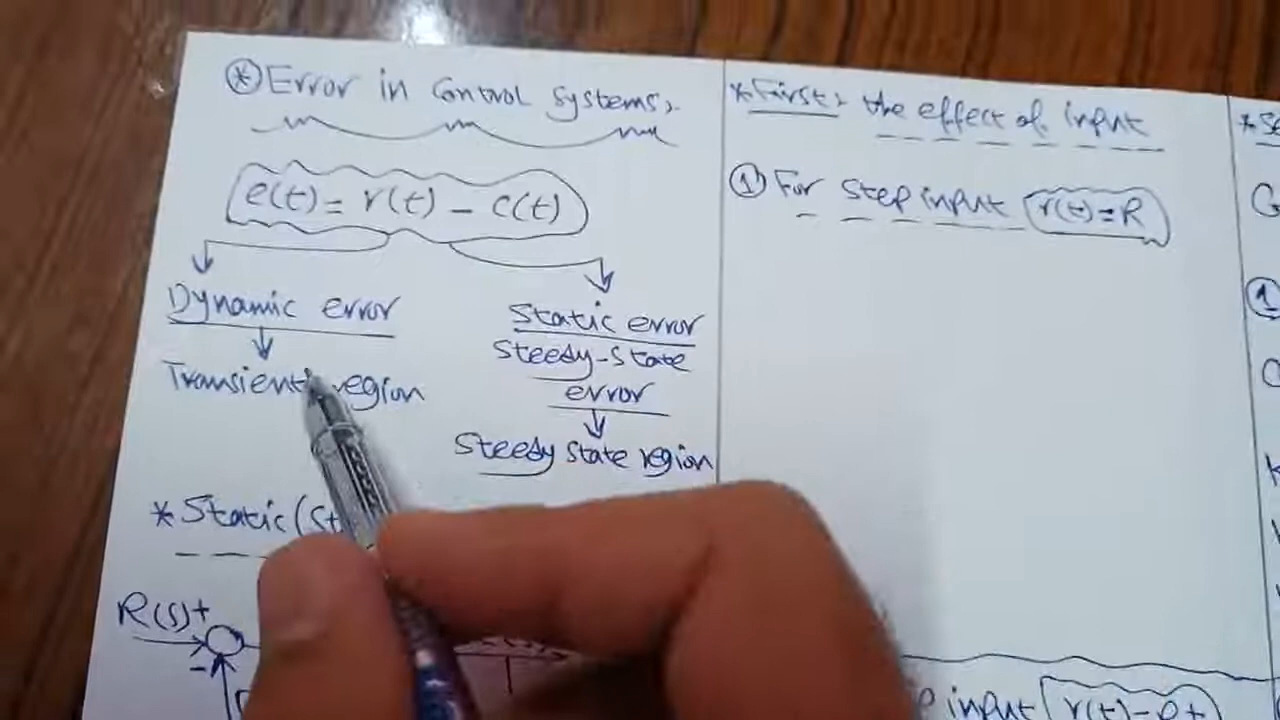 * Error in Control Systems:
e(t) = r(t) - c(t)
Dynamic error
Transient region
Static error
Steedy-State
error
Steedy State region
* Static (St
R(s) +
-
* First: the effect of input
① For Step input r(t) = R
input r(t) =
①